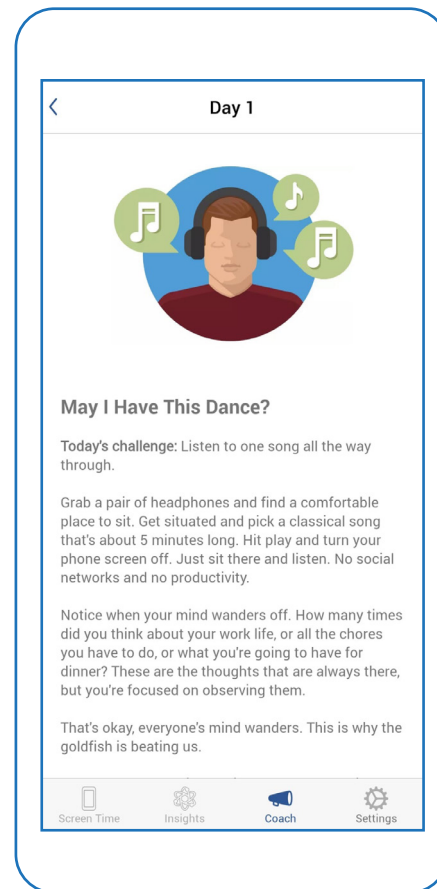 Day 1
May I Have This Dance?
Today's challenge: Listen to one song all the way
through.
Grab a pair of headphones and find a comfortable
place to sit. Get situated and pick a classical song
that's about 5 minutes long. Hit play and turn your
phone screen off. Just sit there and listen. No social
networks and no productivity.
Notice when your mind wanders off. How many times
did you think about your work life, or all the chores
you have to do, or what you're going to have for
dinner? These are the thoughts that are always there,
but you're focused on observing them.
That's okay, everyone's mind wanders. This is why the
goldfish is beating us.
Screen Time Insights Coach Settings